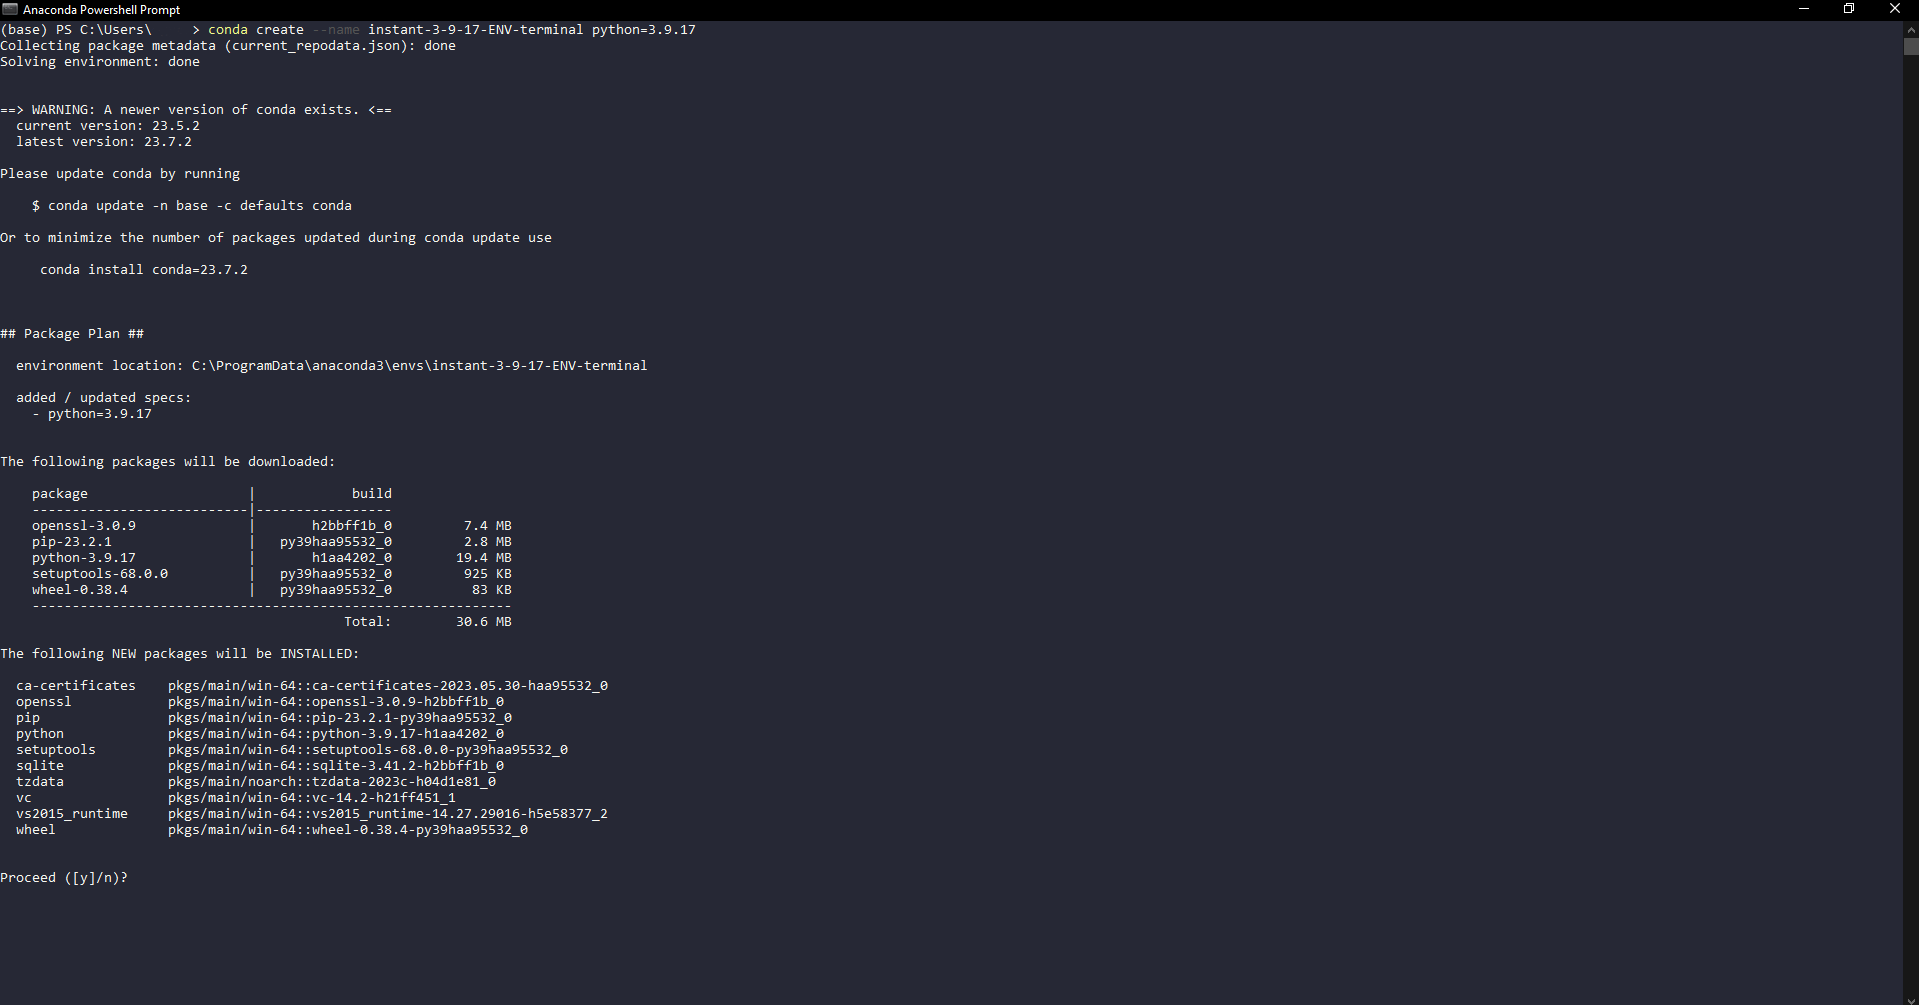 Anaconda Powershell Prompt
(base) PS C:\Users\     > conda create --name instant-3-9-17-ENV-terminal python=3.9.17
Collecting package metadata (current_repodata.json): done
Solving environment: done
==> WARNING: A newer version of conda exists. <==
  current version: 23.5.2
  latest version: 23.7.2
Please update conda by running
    $ conda update -n base -c defaults conda
Or to minimize the number of packages updated during conda update use
     conda install conda=23.7.2
## Package Plan ##
  environment location: C:\ProgramData\anaconda3\envs\instant-3-9-17-ENV-terminal
  added / updated specs:
    - python=3.9.17
The following packages will be downloaded:
    package                    |            build
    ---------------------------|-----------------
    openssl-3.0.9              |       h2bbff1b_0         7.4 MB
    pip-23.2.1                 |   py39haa95532_0         2.8 MB
    python-3.9.17              |       h1aa4202_0        19.4 MB
    setuptools-68.0.0          |   py39haa95532_0         925 KB
    wheel-0.38.4               |   py39haa95532_0          83 KB
    ------------------------------------------------------------
                                           Total:        30.6 MB
The following NEW packages will be INSTALLED:
  ca-certificates    pkgs/main/win-64::ca-certificates-2023.05.30-haa95532_0
  openssl            pkgs/main/win-64::openssl-3.0.9-h2bbff1b_0
  pip                pkgs/main/win-64::pip-23.2.1-py39haa95532_0
  python             pkgs/main/win-64::python-3.9.17-h1aa4202_0
  setuptools         pkgs/main/win-64::setuptools-68.0.0-py39haa95532_0
  sqlite             pkgs/main/win-64::sqlite-3.41.2-h2bbff1b_0
  tzdata             pkgs/main/noarch::tzdata-2023c-h04d1e81_0
  vc                 pkgs/main/win-64::vc-14.2-h21ff451_1
  vs2015_runtime     pkgs/main/win-64::vs2015_runtime-14.27.29016-h5e58377_2
  wheel              pkgs/main/win-64::wheel-0.38.4-py39haa95532_0
Proceed ([y]/n)?